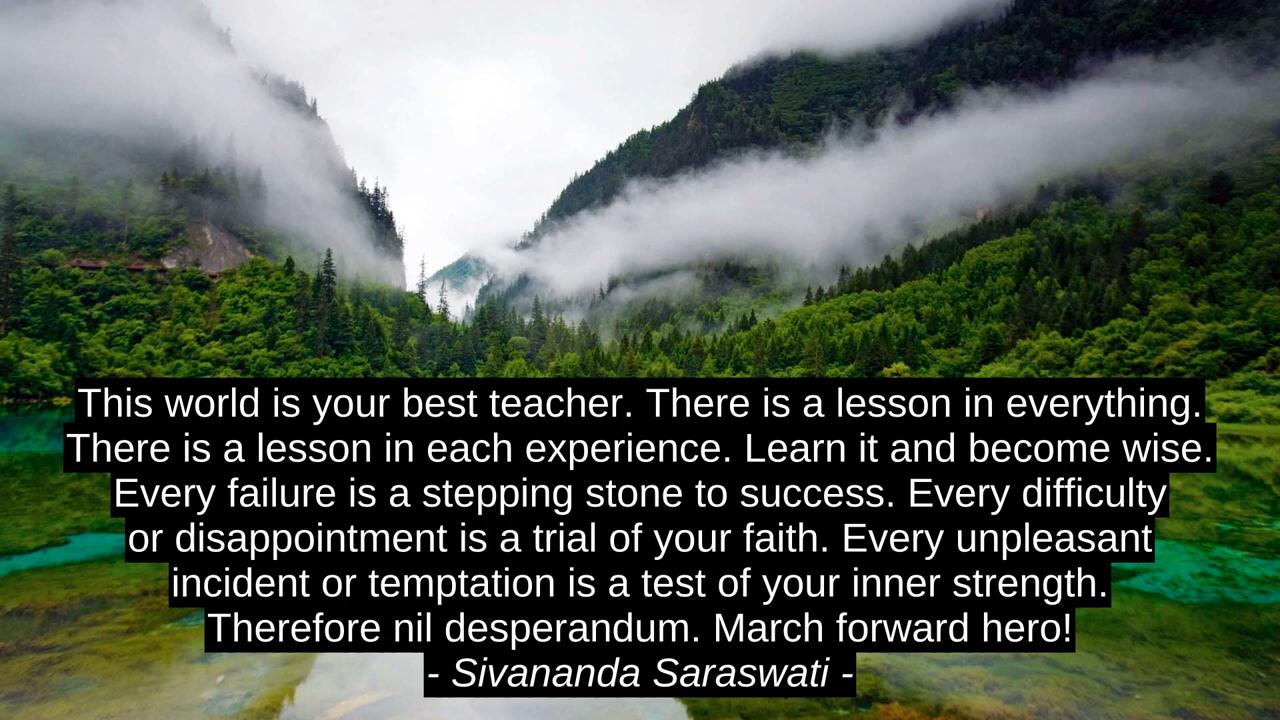 This world is your best teacher. There is a lesson in everything.
There is a lesson in each experience. Learn it and become wise.
Every failure is a stepping stone to success. Every difficulty
or disappointment is a trial of your faith. Every unpleasant
incident or temptation is a test of your inner strength.
Therefore nil desperandum. March forward hero!
- Sivananda Saraswati -